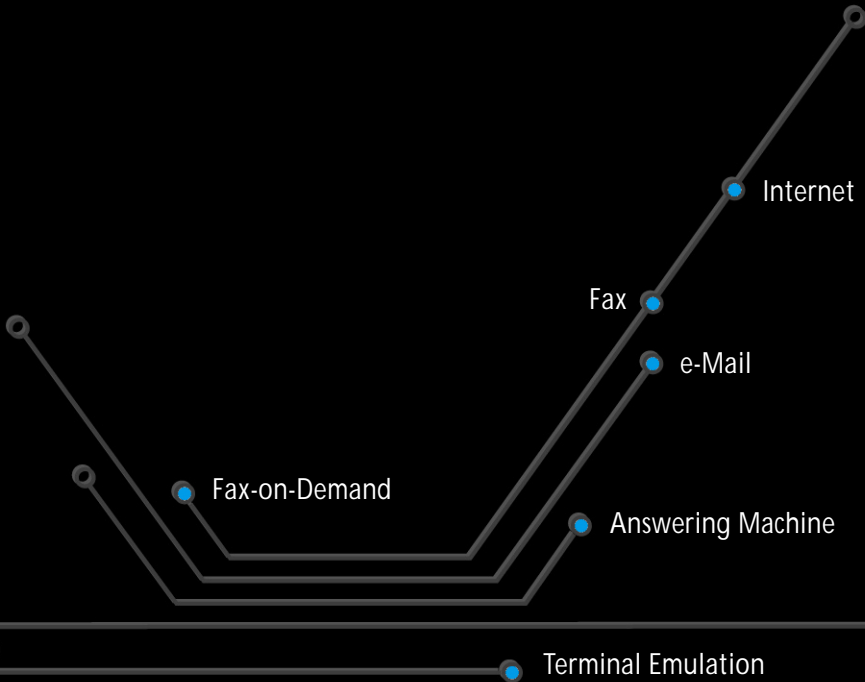 Internet
Fax
e-Mail
Fax-on-Demand
Answering Machine
Terminal Emulation